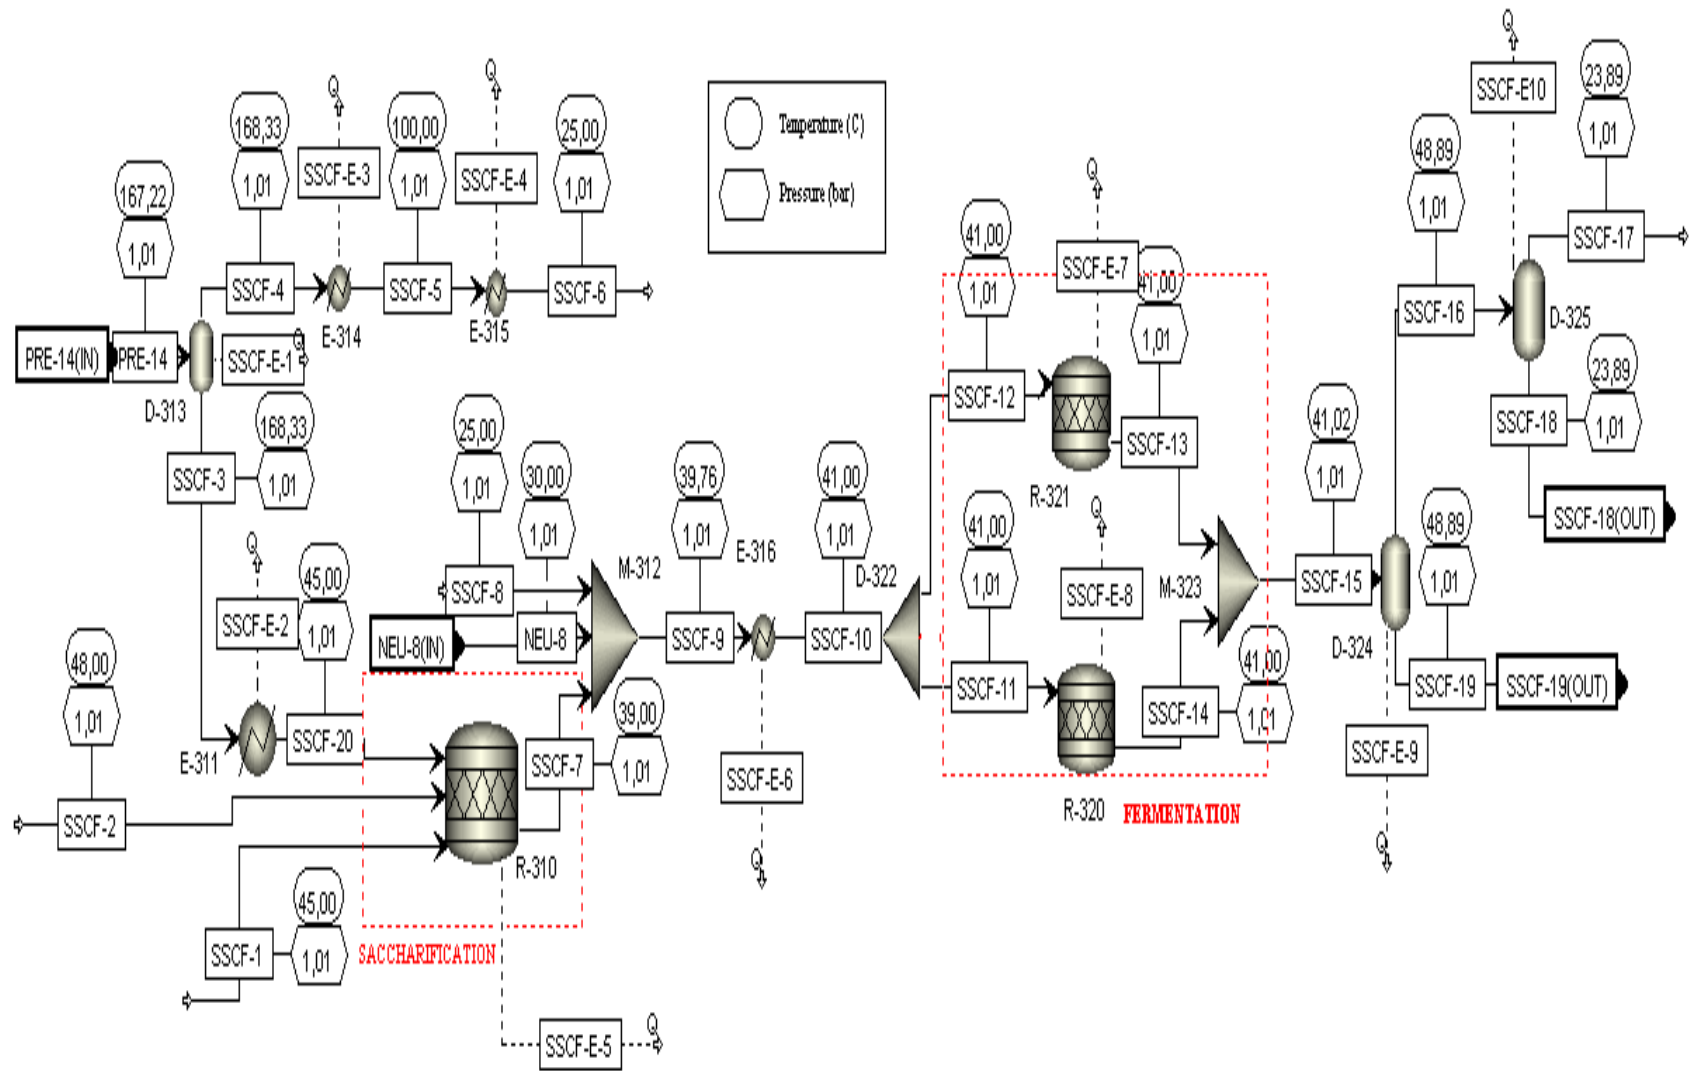 Q
SSCF-E10
23,89
1,01
Q
Q
168,33
1,01
SSCF-E-3
100,00
1,01
SSCF-E-4
25,00
1,01
Temperature (C)
Pressure (bar)
48,89
1,01
167,22
1,01
Q
41,00
1,01
SSCF-E-7
41,00
1,01
SSCF-17
SSCF-4
SSCF-5
SSCF-6
E-314
E-315
SSCF-16
D-325
PRE-14(IN)
PRE-14
SSCF-E-1
Q
D-313
SSCF-12
23,89
1,01
SSCF-18
168,33
1,01
SSCF-3
25,00
1,01
30,00
1,01
39,76
1,01
41,00
1,01
SSCF-13
R-321
41,02
1,01
48,89
1,01
SSCF-18(OUT)
41,00
1,01
Q
Q
SSCF-E-2
45,00
1,01
SSCF-8
M-312
E-316
D-322
SSCF-E-8
M-323
SSCF-15
D-324
NEU-8(IN)
NEU-8
SSCF-9
SSCF-10
48,00
1,01
SSCF-11
SSCF-14
41,00
1,01
SSCF-19
SSCF-19(OUT)
E-311
SSCF-20
39,00
1,01
SSCF-7
SSCF-E-6
SSCF-E-9
SSCF-2
R-320
FERMENTATION
R-310
Q
Q
45,00
1,01
SSCF-1
SACCHARIFICATION
Q
SSCF-E-5